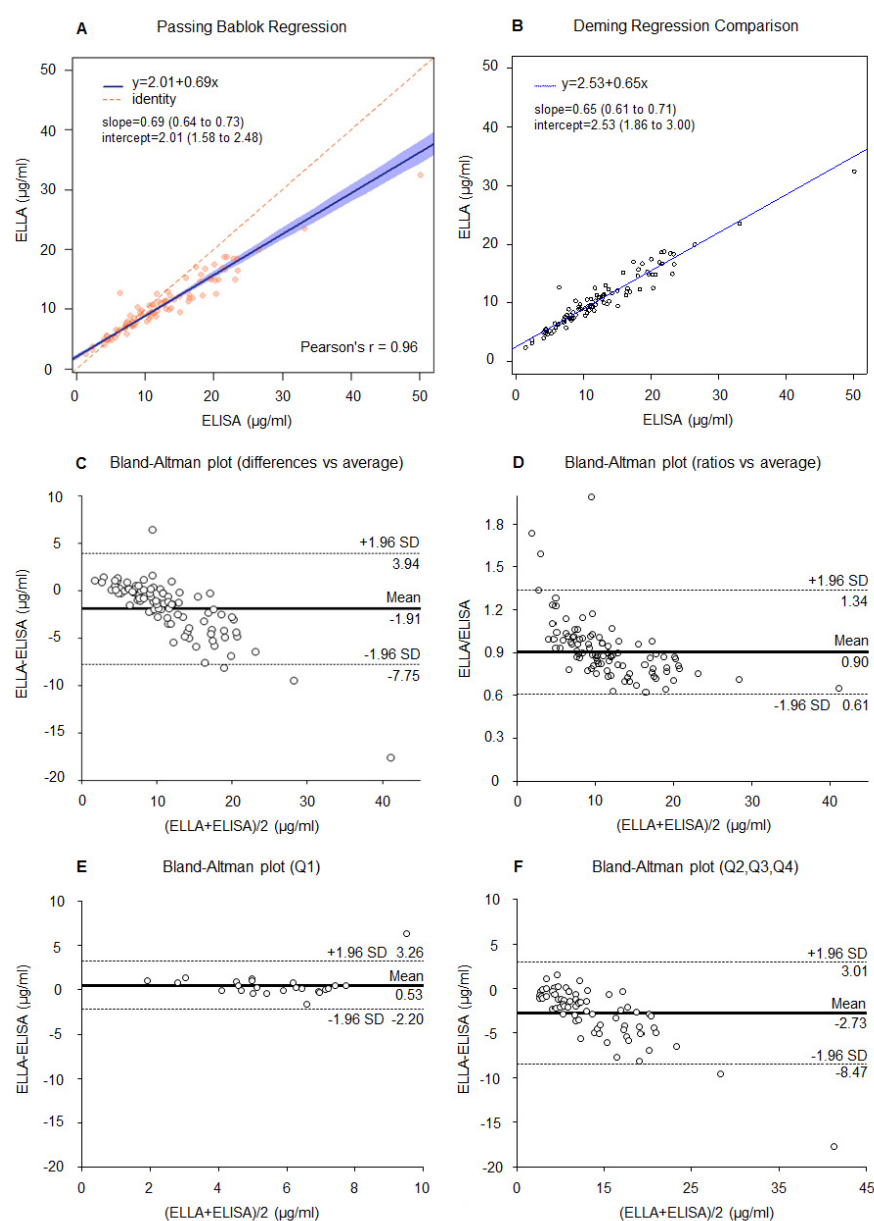 A Passing Bablok Regression
y=2.01+0.69x
identity
slope=0.69 (0.64 to 0.73)
intercept=2.01 (1.58 to 2.48)
Pearson's r = 0.96
50
40
30
20
10
0
ELLA (µg/ml)
0 10 20 30 40 50
ELISA (µg/ml)
B Deming Regression Comparison
y=2.53+0.65x
slope=0.65 (0.61 to 0.71)
intercept=2.53 (1.86 to 3.00)
50
40
30
20
10
0
ELLA (µg/ml)
0 10 20 30 40 50
ELISA (µg/ml)
C Bland-Altman plot (differences vs average)
10
5
0
-5
-10
-15
-20
ELLA-ELISA (µg/ml)
+1.96 SD
3.94
Mean
-1.91
-1.96 SD
-7.75
0 10 20 30 40
(ELLA+ELISA)/2 (µg/ml)
D Bland-Altman plot (ratios vs average)
1.8
1.5
1.2
0.9
0.6
0.3
0
ELLA/ELISA
+1.96 SD
1.34
Mean
0.90
-1.96 SD 0.61
0 10 20 30 40
(ELLA+ELISA)/2 (µg/ml)
E Bland-Altman plot (Q1)
10
5
0
-5
-10
-15
-20
ELLA-ELISA (µg/ml)
+1.96 SD 3.26
Mean
0.53
-1.96 SD -2.20
0 2 4 6 8 10
(ELLA+ELISA)/2 (µg/ml)
F Bland-Altman plot (Q2,Q3,Q4)
10
5
0
-5
-10
-15
-20
ELLA-ELISA (µg/ml)
+1.96 SD
3.01
Mean
-2.73
-1.96 SD
-8.47
0 15 30 45
(ELLA+ELISA)/2 (µg/ml)